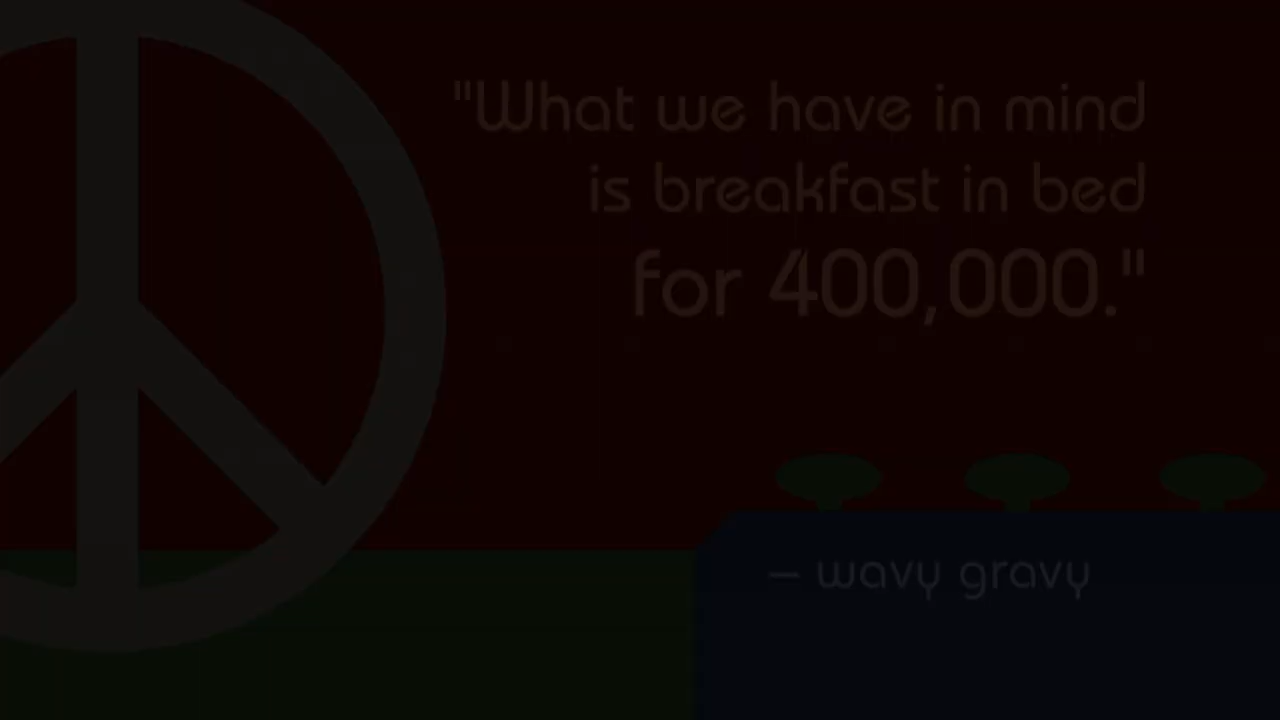 "What we have in mind
is breakfast in bed
for 400,000."
– wavy gravy